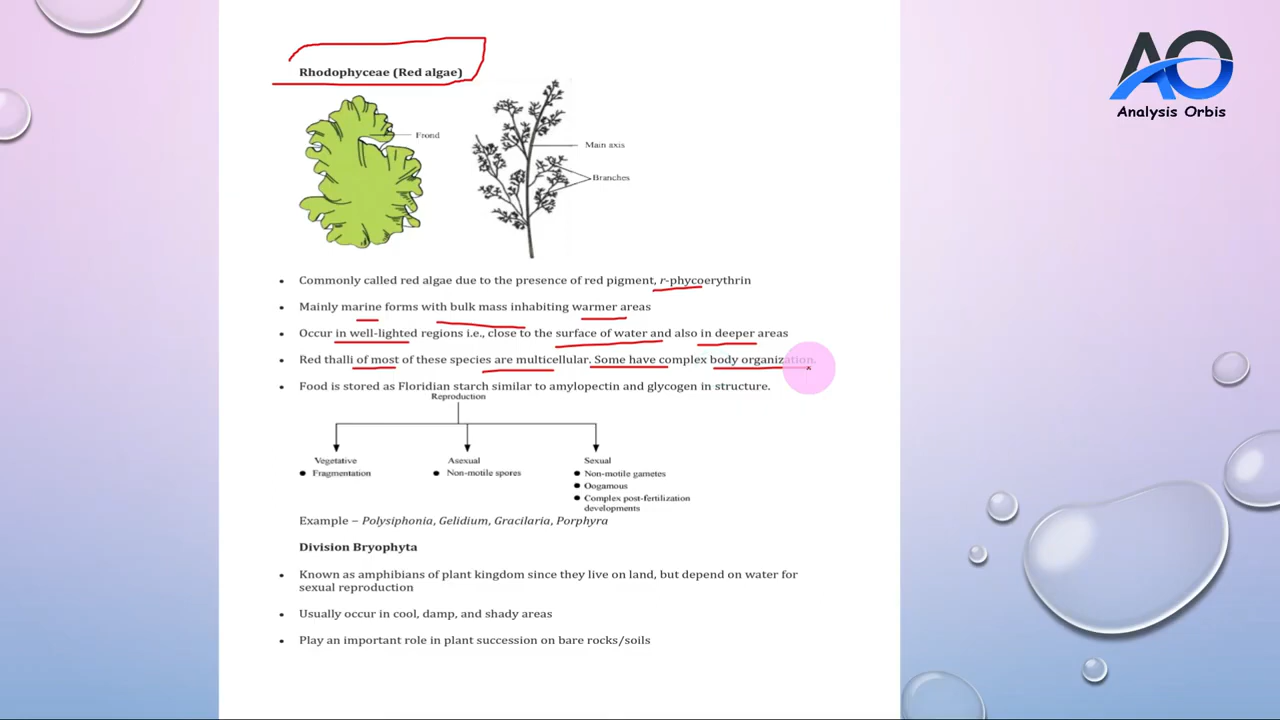 AO
Analysis Orbis
Rhodophyceae (Red algae)
Frond
Main axis
Branches
• Commonly called red algae due to the presence of red pigment, r-phycoerythrin
• Mainly marine forms with bulk mass inhabiting warmer areas
• Occur in well-lighted regions i.e., close to the surface of water and also in deeper areas
• Red thalli of most of these species are multicellular. Some have complex body organization.
• Food is stored as Floridian starch similar to amylopectin and glycogen in structure.
Reproduction
Vegetative
• Fragmentation
Asexual
• Non-motile spores
Sexual
• Non-motile gametes
• Oogamous
• Complex post-fertilization
developments
Example – Polysiphonia, Gelidium, Gracilaria, Porphyra
Division Bryophyta
• Known as amphibians of plant kingdom since they live on land, but depend on water for
sexual reproduction
• Usually occur in cool, damp, and shady areas
• Play an important role in plant succession on bare rocks/soils